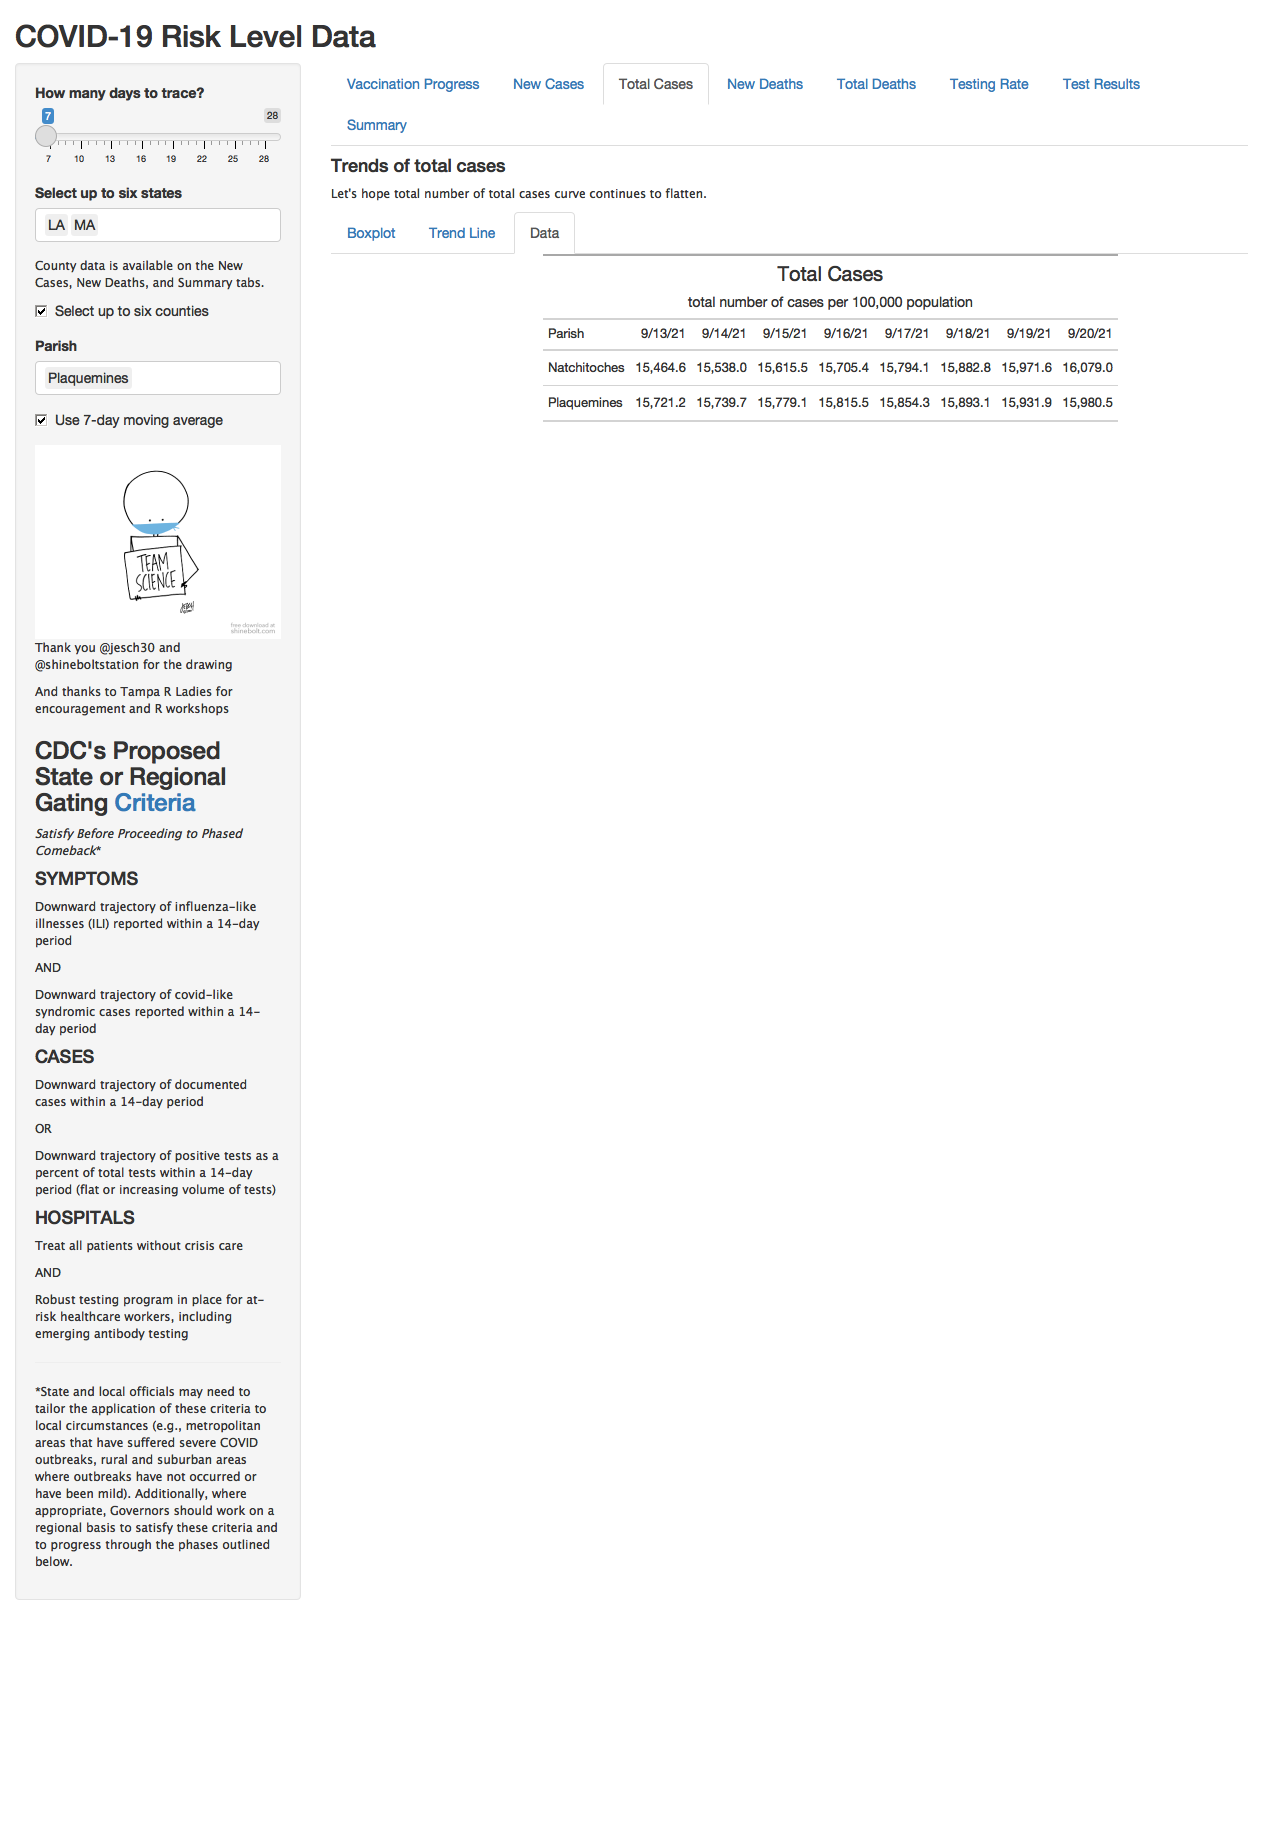 COVID-19 Risk Level Data
How many days to trace?
7 28
7 10 13 16 19 22 25 28
Select up to six states
LA MA
County data is available on the New
Cases, New Deaths, and Summary tabs.
Select up to six counties
Parish
Plaquemines
Use 7-day moving average
TEAM
SCIENCE
free download at
shinebolt.com
Thank you @jesch30 and
@shineboltstation for the drawing
And thanks to Tampa R Ladies for
encouragement and R workshops
CDC's Proposed
State or Regional
Gating Criteria
Satisfy Before Proceeding to Phased
Comeback*
SYMPTOMS
Downward trajectory of influenza-like
illnesses (ILI) reported within a 14-day
period
AND
Downward trajectory of covid-like
syndromic cases reported within a 14-
day period
CASES
Downward trajectory of documented
cases within a 14-day period
OR
Downward trajectory of positive tests as a
percent of total tests within a 14-day
period (flat or increasing volume of tests)
HOSPITALS
Treat all patients without crisis care
AND
Robust testing program in place for at-
risk healthcare workers, including
emerging antibody testing
*State and local officials may need to
tailor the application of these criteria to
local circumstances (e.g., metropolitan
areas that have suffered severe COVID
outbreaks, rural and suburban areas
where outbreaks have not occurred or
have been mild). Additionally, where
appropriate, Governors should work on a
regional basis to satisfy these criteria and
to progress through the phases outlined
below.
Vaccination Progress New Cases Total Cases New Deaths Total Deaths Testing Rate Test Results
Summary
Trends of total cases
Let's hope total number of total cases curve continues to flatten.
Boxplot Trend Line Data
Total Cases
total number of cases per 100,000 population
Parish 9/13/21 9/14/21 9/15/21 9/16/21 9/17/21 9/18/21 9/19/21 9/20/21
Natchitoches 15,464.6 15,538.0 15,615.5 15,705.4 15,794.1 15,882.8 15,971.6 16,079.0
Plaquemines 15,721.2 15,739.7 15,779.1 15,815.5 15,854.3 15,893.1 15,931.9 15,980.5